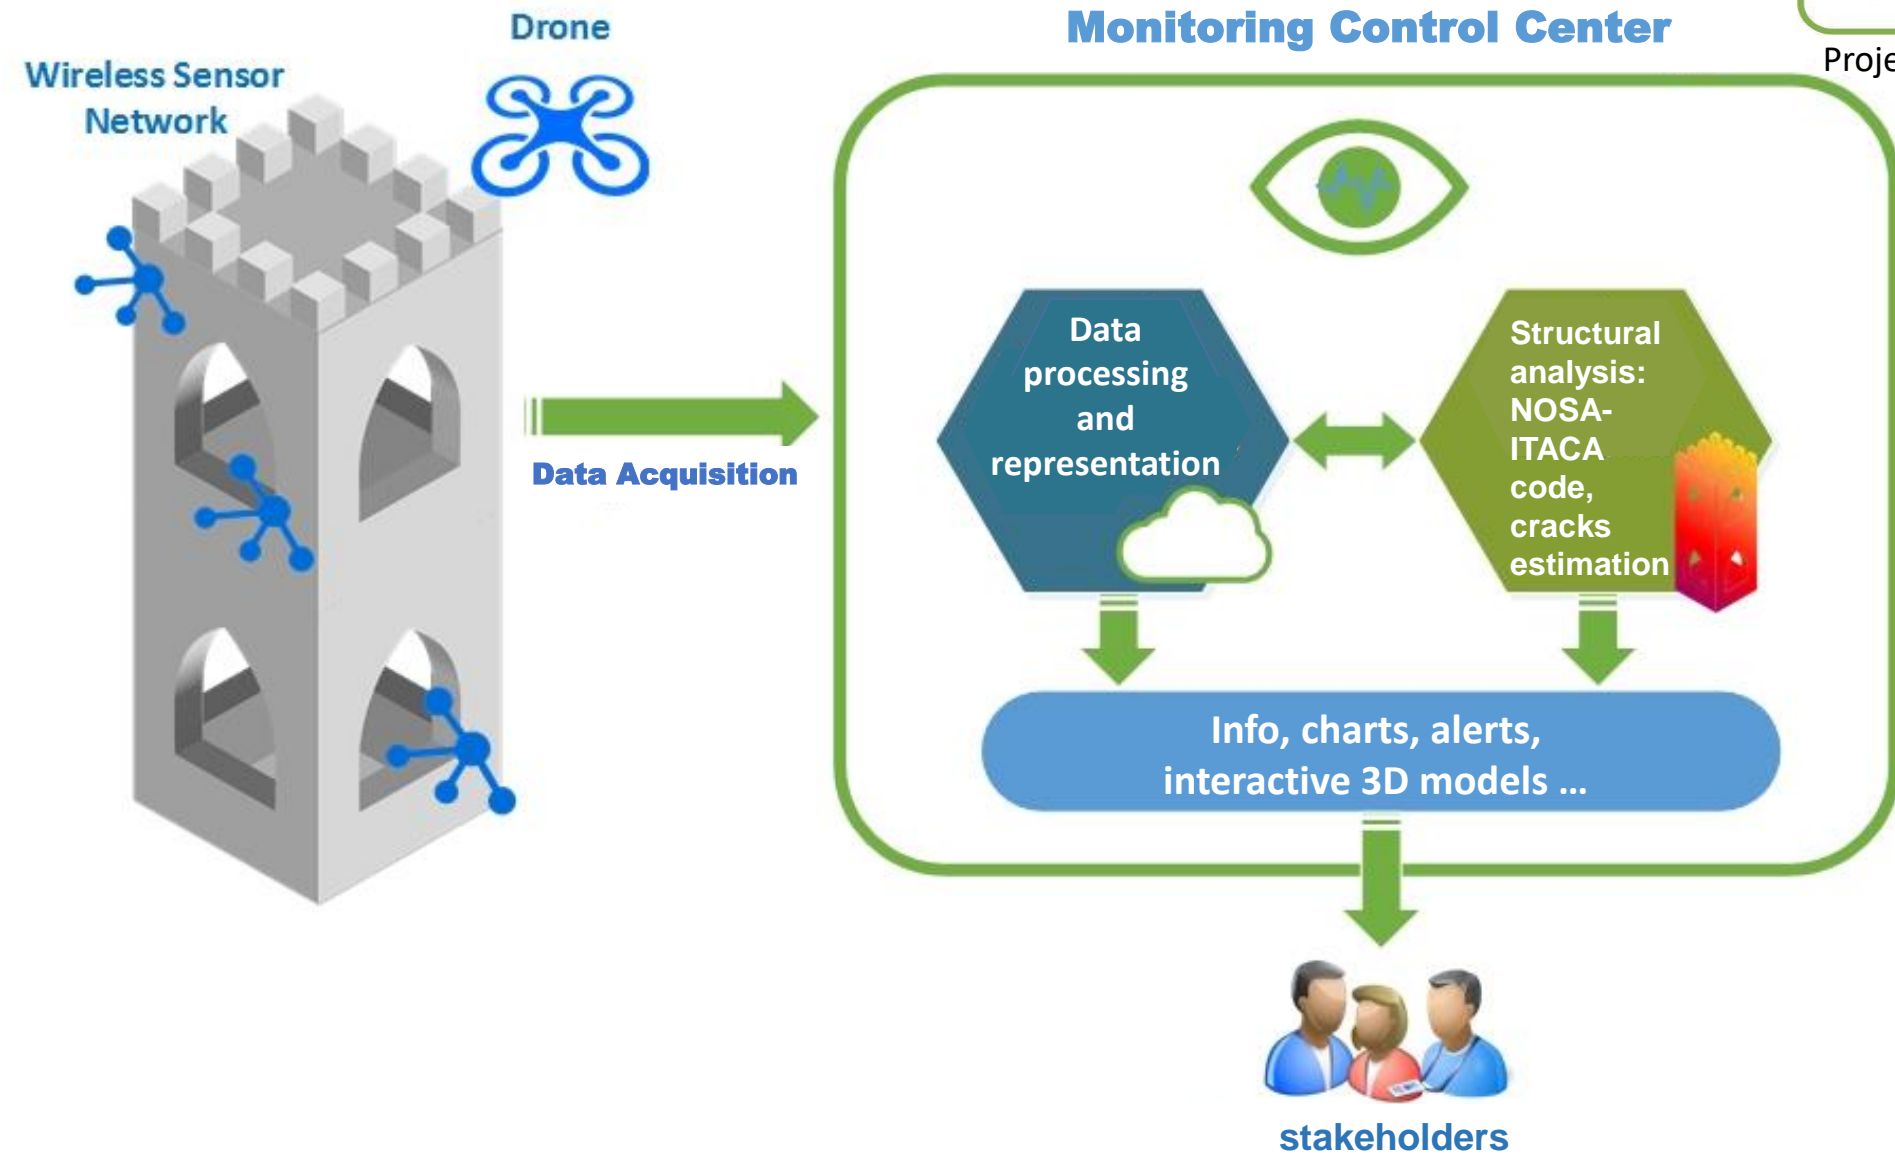 Drone
Wireless Sensor
Network
Monitoring Control Center
Data Acquisition
Data
processing
and
representation
Structural
analysis:
NOSA-
ITACA
code,
cracks
estimation
Info, charts, alerts,
interactive 3D models ...
stakeholders